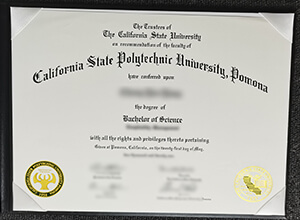 The Trustees of
The California State University
on recommendation of the faculty of
California State Polytechnic University, Pomona
have conferred upon
the degree of
Bachelor of Science
with all the rights and privileges thereto pertaining
Given at Pomona, California, on the twenty first day of May,